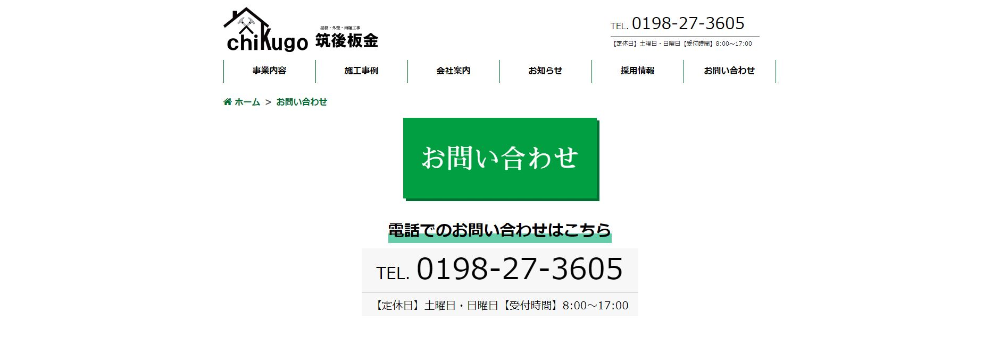 chikugo
屋根・外壁・雨樋工事
筑後板金
TEL. 0198-27-3605
【定休日】土曜日・日曜日【受付時間】8:00～17:00
事業内容 施工事例 会社案内 お知らせ 採用情報 お問い合わせ
ホーム > お問い合わせ
お問い合わせ
電話でのお問い合わせはこちら
TEL. 0198-27-3605
【定休日】土曜日・日曜日【受付時間】8:00～17:00